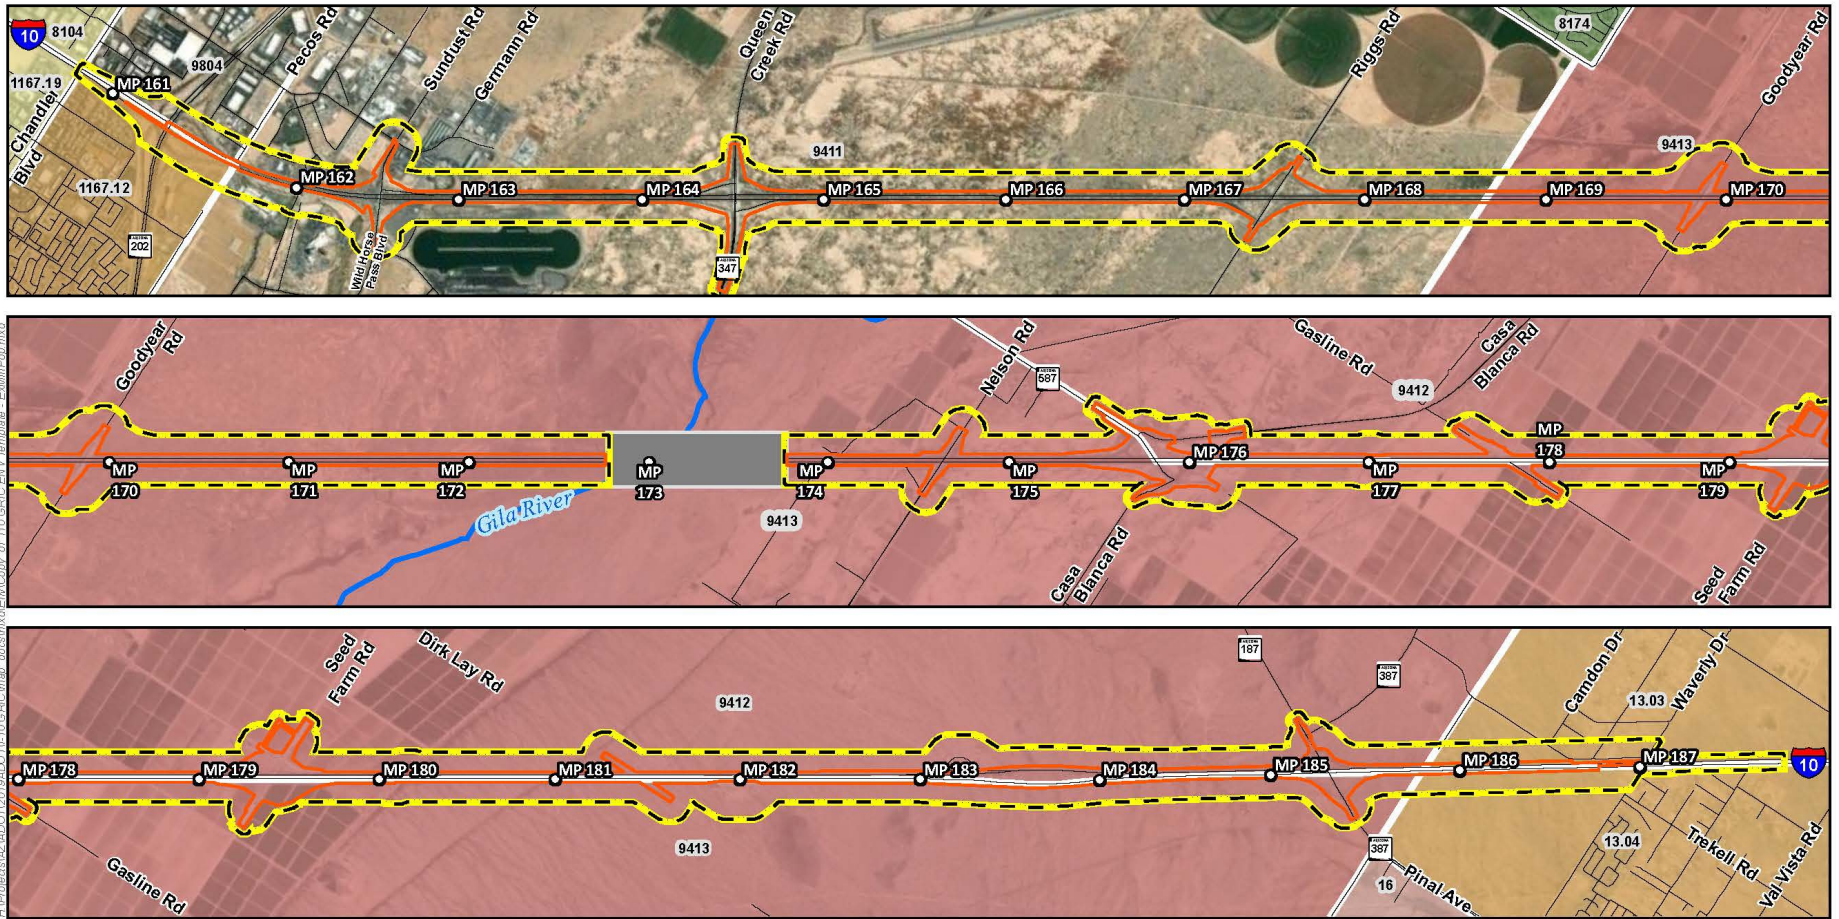 10
8104
1167.19
Chandler
Blvd
9804
MP 161
1167.12
ARIZONA
202
Pecos Rd
MP 162
Wild Horse
Pass Blvd
Sundust Rd
Germann Rd
MP 163
MP 164
Queen
Creek Rd
ARIZONA
347
9411
MP 165
MP 166
MP 167
Riggs Rd
MP 168
8174
9413
MP 169
Goodyear Rd
MP 170
Goodyear
Rd
MP
170
MP
171
MP
172
Gila River
MP
173
9413
MP
174
Nelson Rd
MP
175
ARIZONA
587
Casa
Blanca Rd
MP 176
Gasline Rd
9412
Casa
Blanca Rd
MP
177
MP
178
MP
179
Seed
Farm Rd
MP 178
Gasline Rd
MP 179
Seed
Farm Rd
Dirk Lay Rd
MP 180
MP 181
9412
9413
MP 182
MP 183
MP 184
ARIZONA
187
ARIZONA
387
MP 185
ARIZONA
387
16
Pinal Ave
MP 186
Camdon Dr
13.03
Waverly Dr
MP 187
10
13.04
Trekell Rd
Val Vista Rd